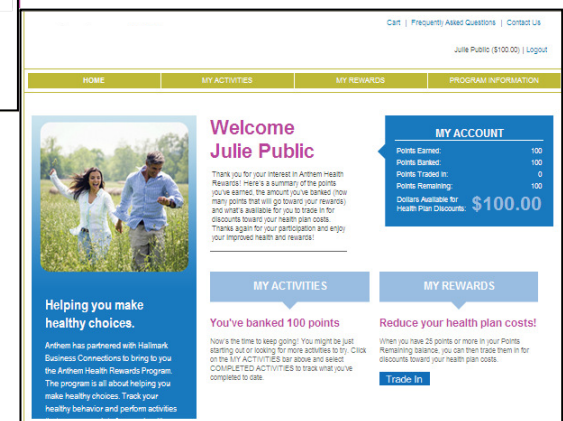 Cart | Frequently Asked Questions | Contact Us
Julie Public ($100.00) | Logout
HOME MY ACTIVITIES MY REWARDS PROGRAM INFORMATION
Welcome
Julie Public
Thank you for your interest in Anthem Health
Rewards! Here's a summary of the points
you've earned, the amount you've banked (how
many points that will go toward your rewards)
and what's available for you to trade in for
discounts toward your health plan costs.
Thanks again for your participation and enjoy
your improved health and rewards!
MY ACCOUNT
Points Earned: 100
Points Banked: 100
Points Traded In: 0
Points Remaining: 100
Dollars Available for
Health Plan Discounts: $100.00
Helping you make
healthy choices.
Anthem has partnered with Hallmark
Business Connections to bring to you
the Anthem Health Rewards Program.
The program is all about helping you
make healthy choices. Track your
healthy behavior and perform activities
MY ACTIVITIES
You've banked 100 points
Now's the time to keep going! You might be just
starting out or looking for more activities to try. Click
on the MY ACTIVITIES bar above and select
COMPLETED ACTIVITIES to track what you've
completed to date.
MY REWARDS
Reduce your health plan costs!
When you have 25 points or more in your Points
Remaining balance, you can then trade them in for
discounts toward your health plan costs.
Trade In